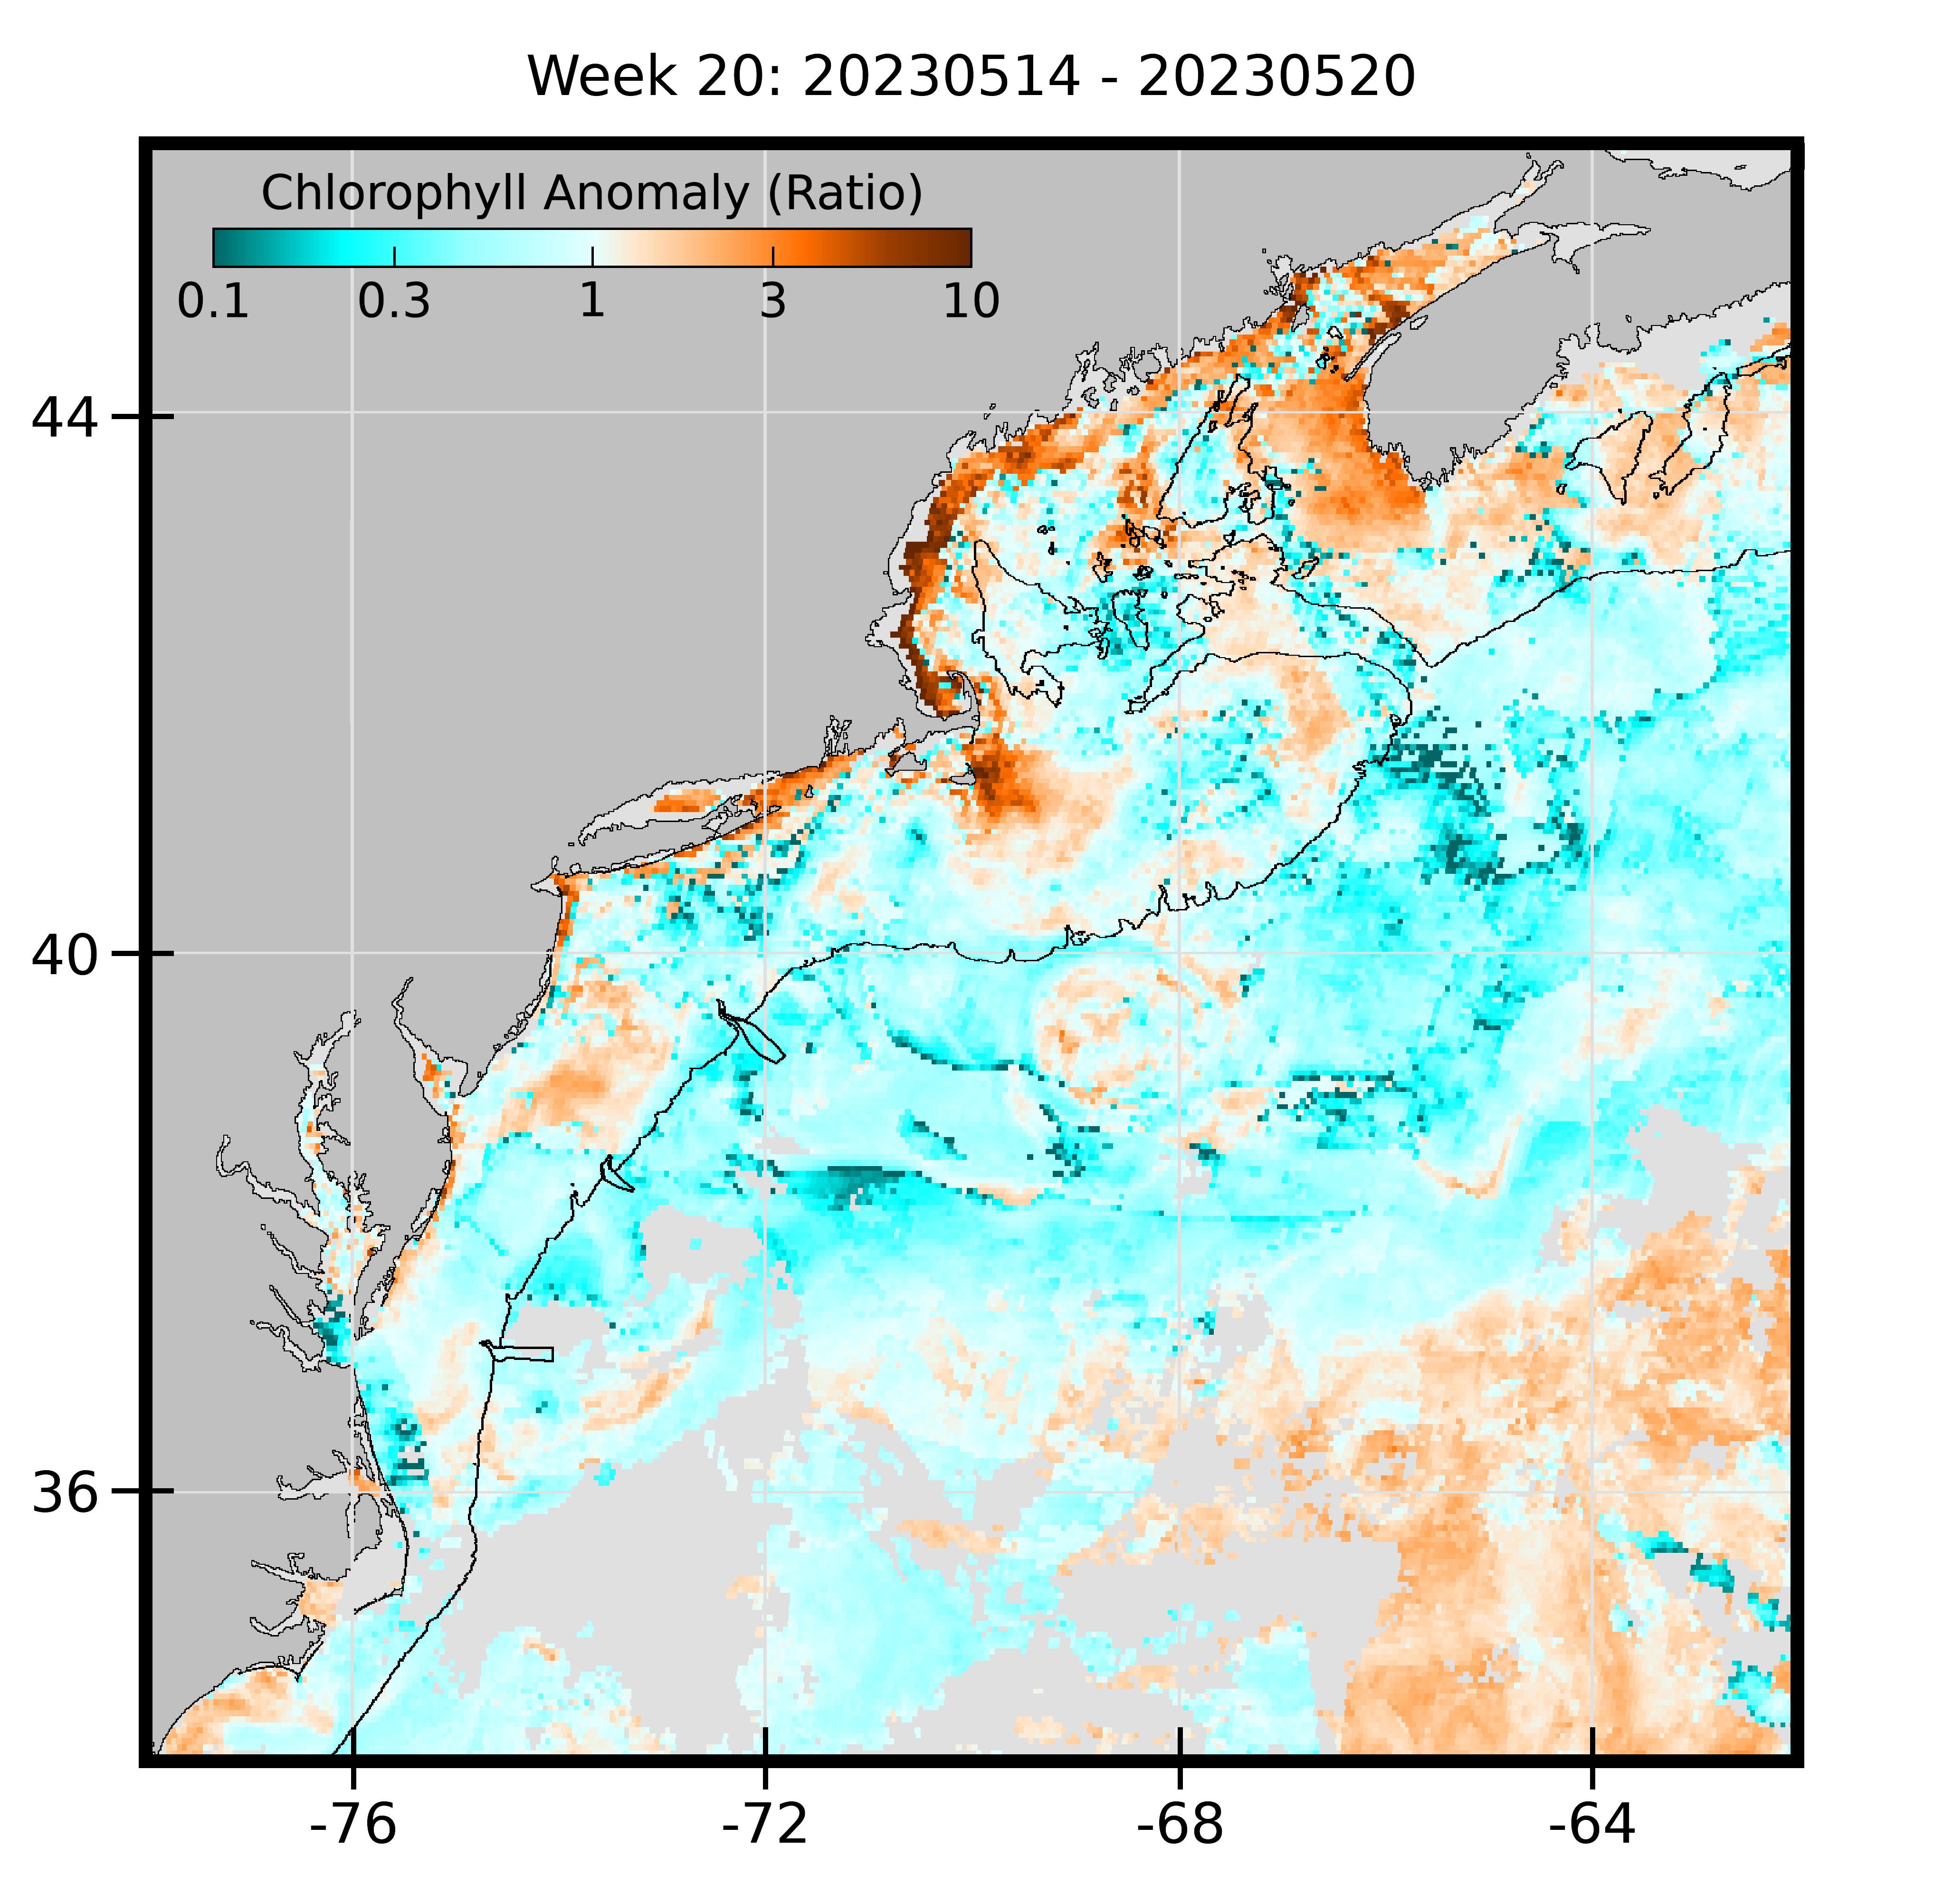 Week 20: 20230514 - 20230520
Chlorophyll Anomaly (Ratio)
0.1 0.3 1 3 10
44
40
36
-76 -72 -68 -64